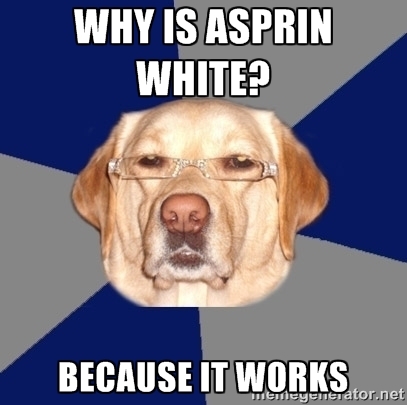 WHY IS ASPRIN
WHITE?
BECAUSE IT WORKS
memegenerator.net